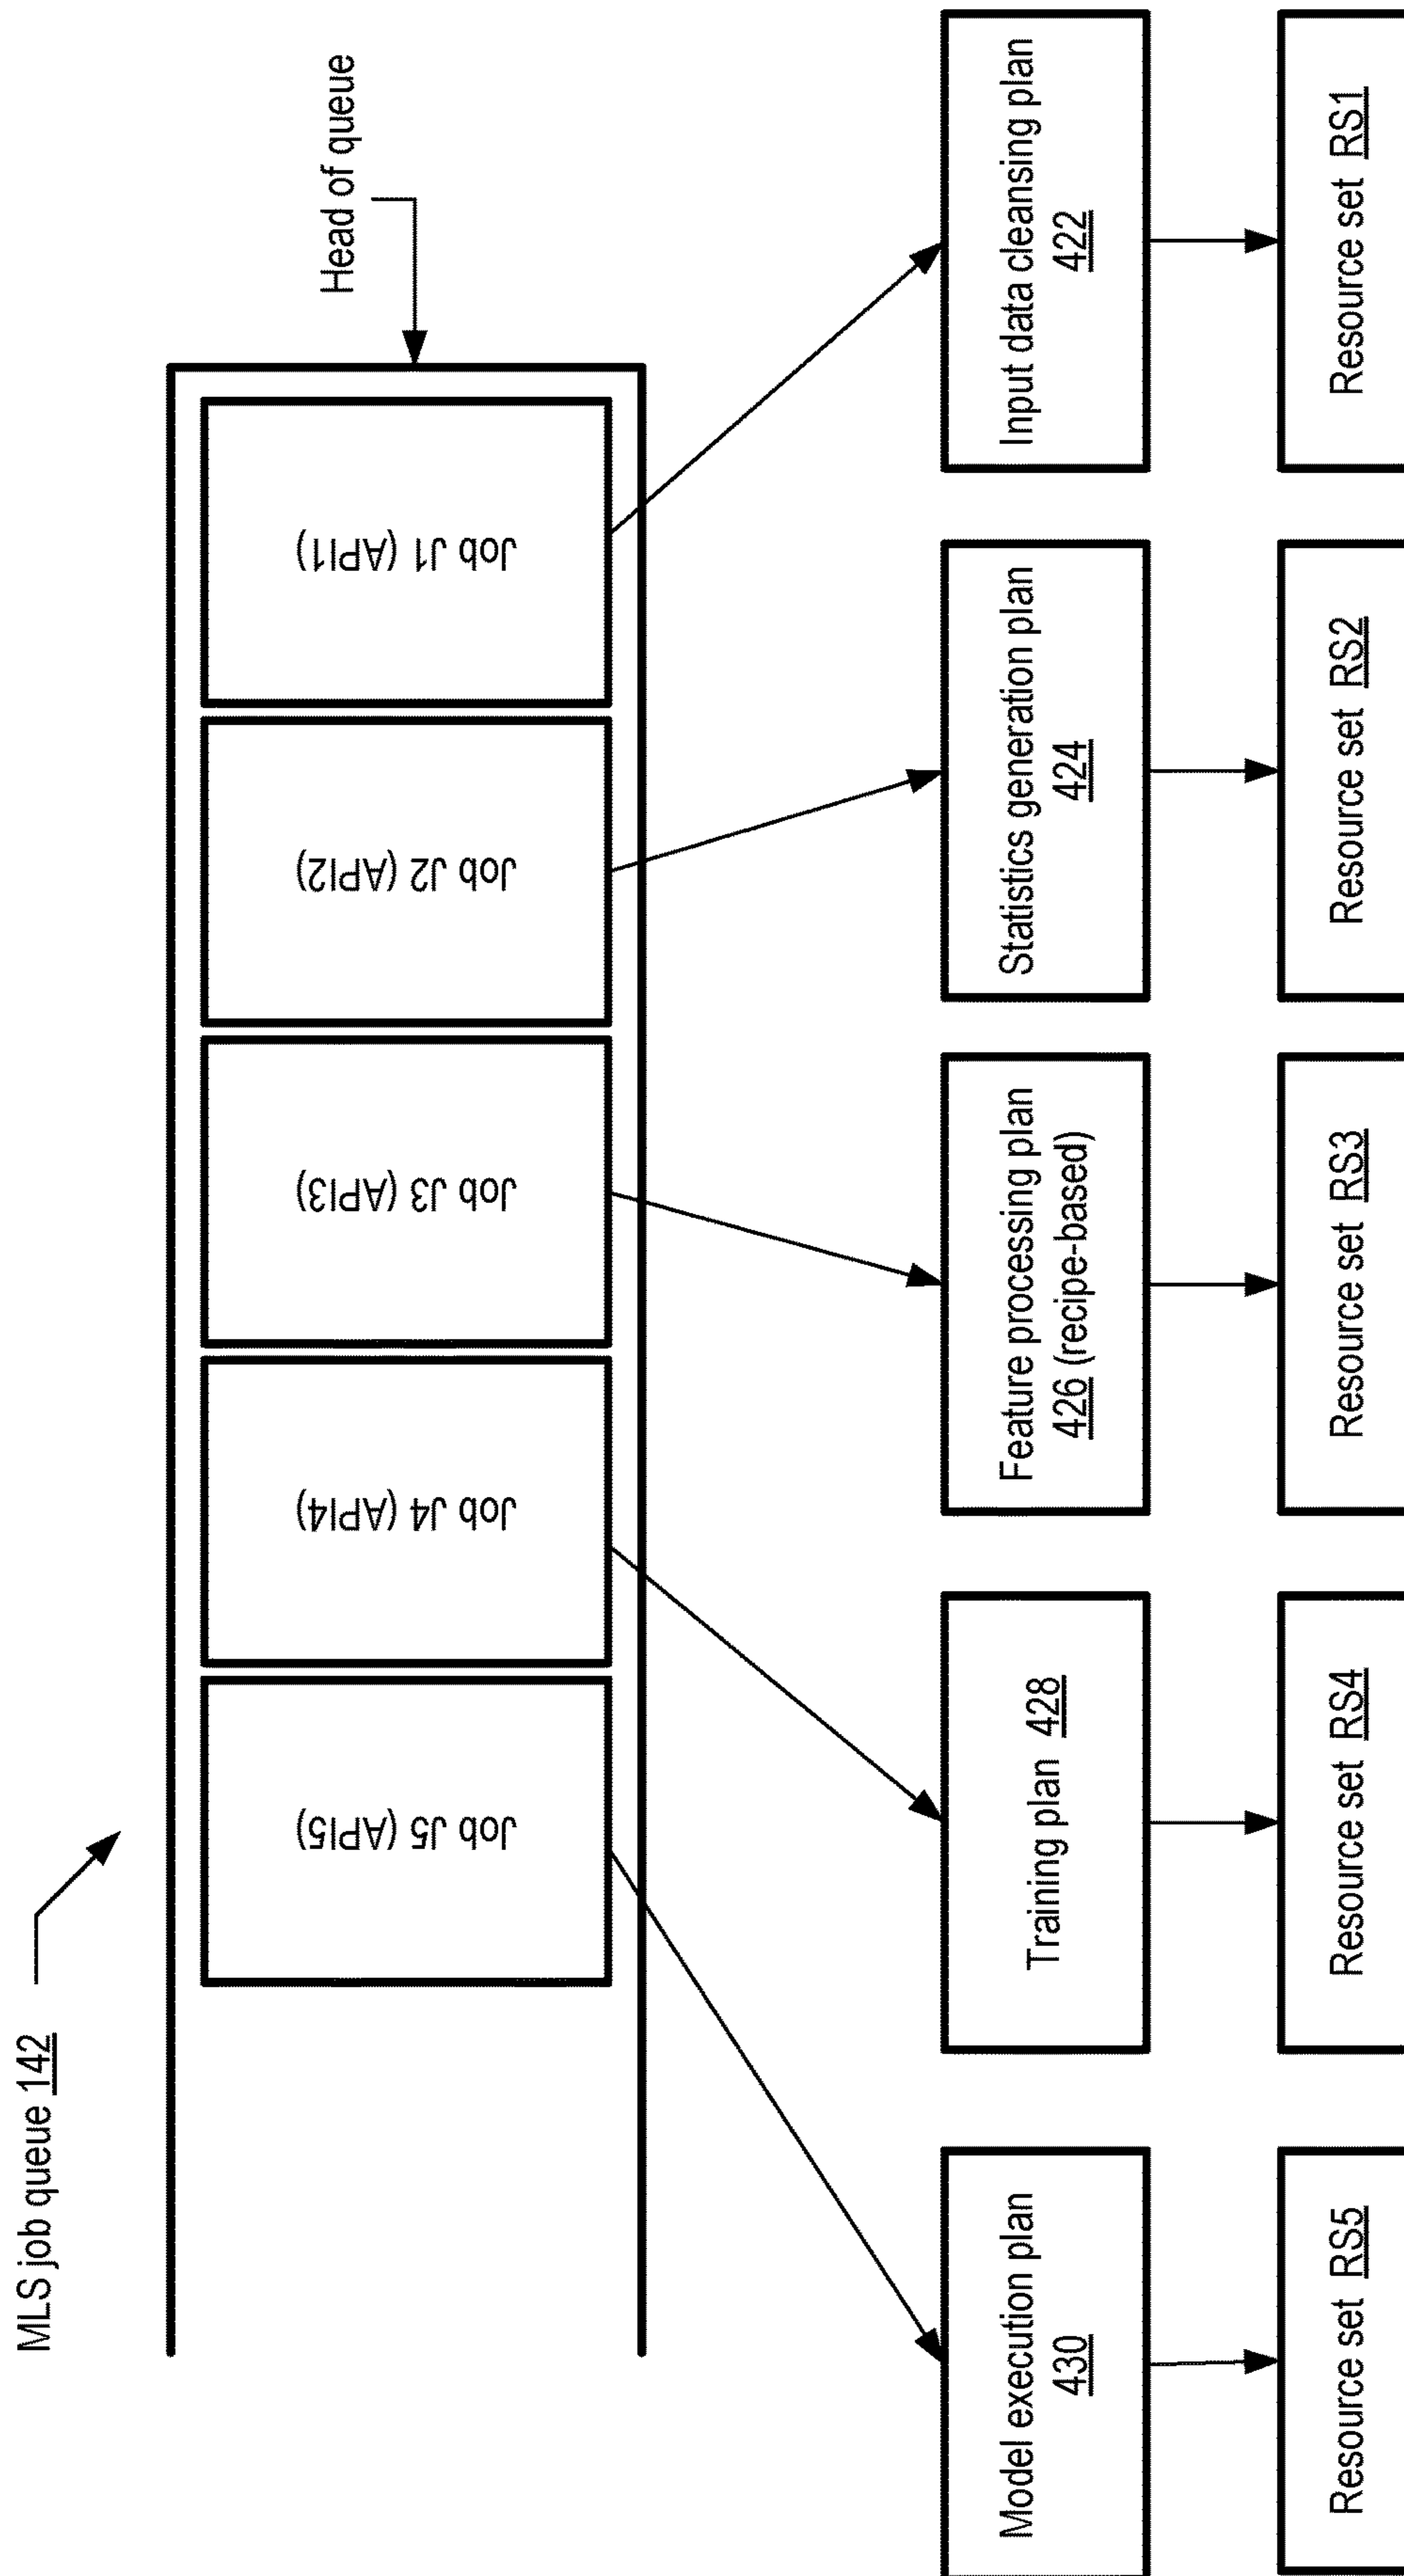 MLS job queue 142
Head of queue
Job J5 (API5)
Job J4 (API4)
Job J3 (API3)
Job J2 (API2)
Job J1 (API1)
Model execution plan
430
Training plan 428
Feature processing plan
426 (recipe-based)
Statistics generation plan
424
Input data cleansing plan
422
Resource set RS5
Resource set RS4
Resource set RS3
Resource set RS2
Resource set RS1